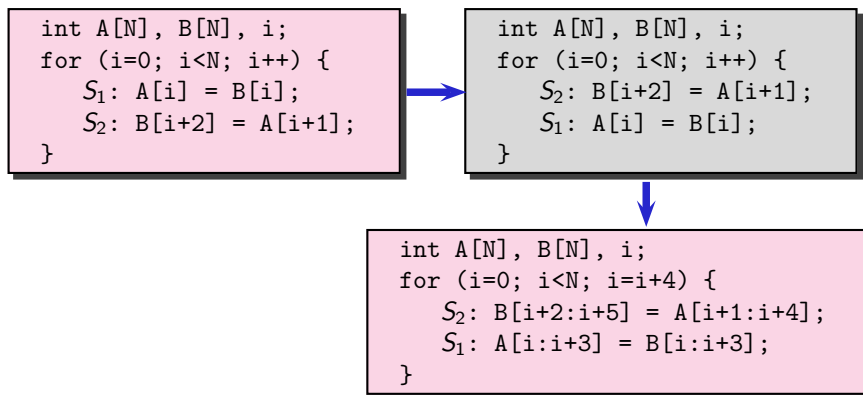 int A[N], B[N], i;
for (i=0; i<N; i++) {
S₁: A[i] = B[i];
S₂: B[i+2] = A[i+1];
}
int A[N], B[N], i;
for (i=0; i<N; i++) {
S₂: B[i+2] = A[i+1];
S₁: A[i] = B[i];
}
int A[N], B[N], i;
for (i=0; i<N; i=i+4) {
S₂: B[i+2:i+5] = A[i+1:i+4];
S₁: A[i:i+3] = B[i:i+3];
}